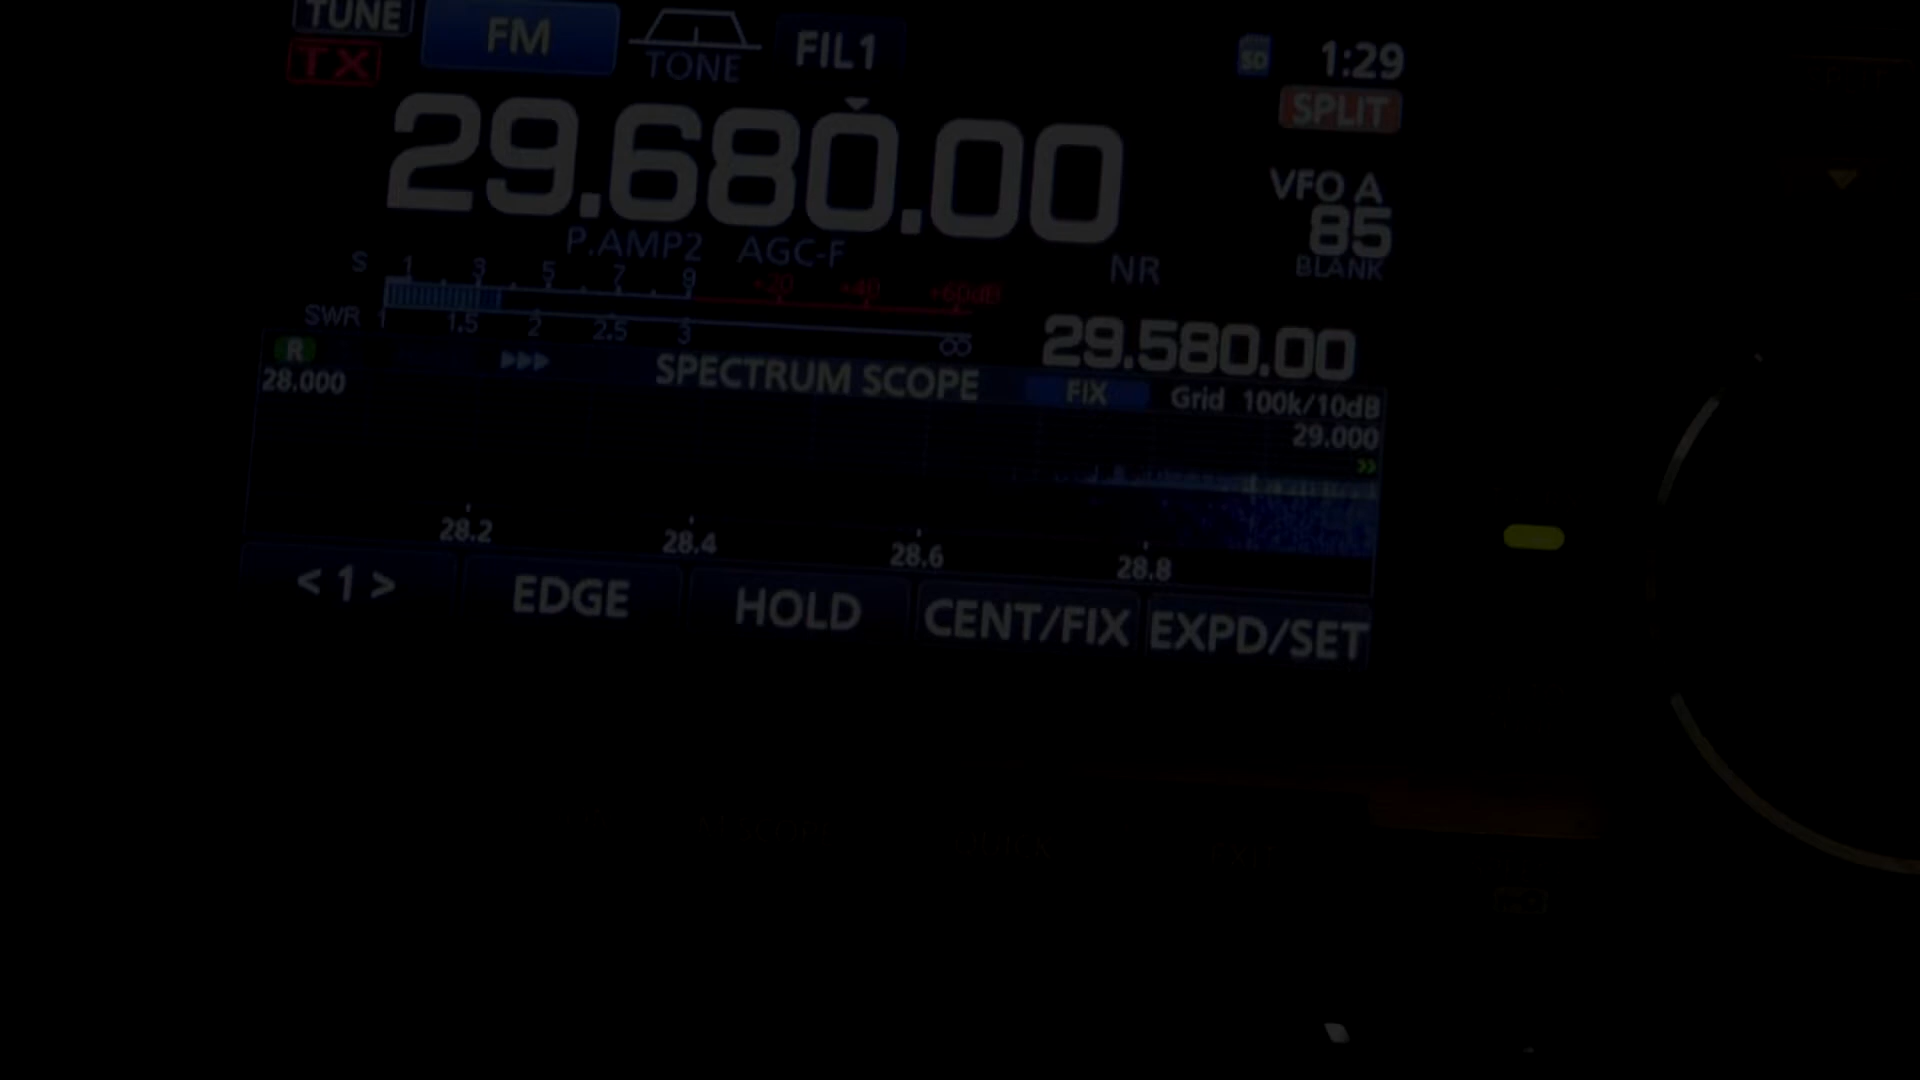 TUNE FM TONE FIL1 SD 1:29
TX SPLIT
29.680.00
VFO A
85
P.AMP2 AGC-F NR BLANK
S 1 3 5 7 9 +20 +40 +60dB
SWR 1 1.5 2 2.5 3 ∞
29.580.00
R SPECTRUM SCOPE FIX Grid 100k/10dB
28.000 29.000
28.2 28.4 28.6 28.8
< 1 > EDGE HOLD CENT/FIX EXPD/SET